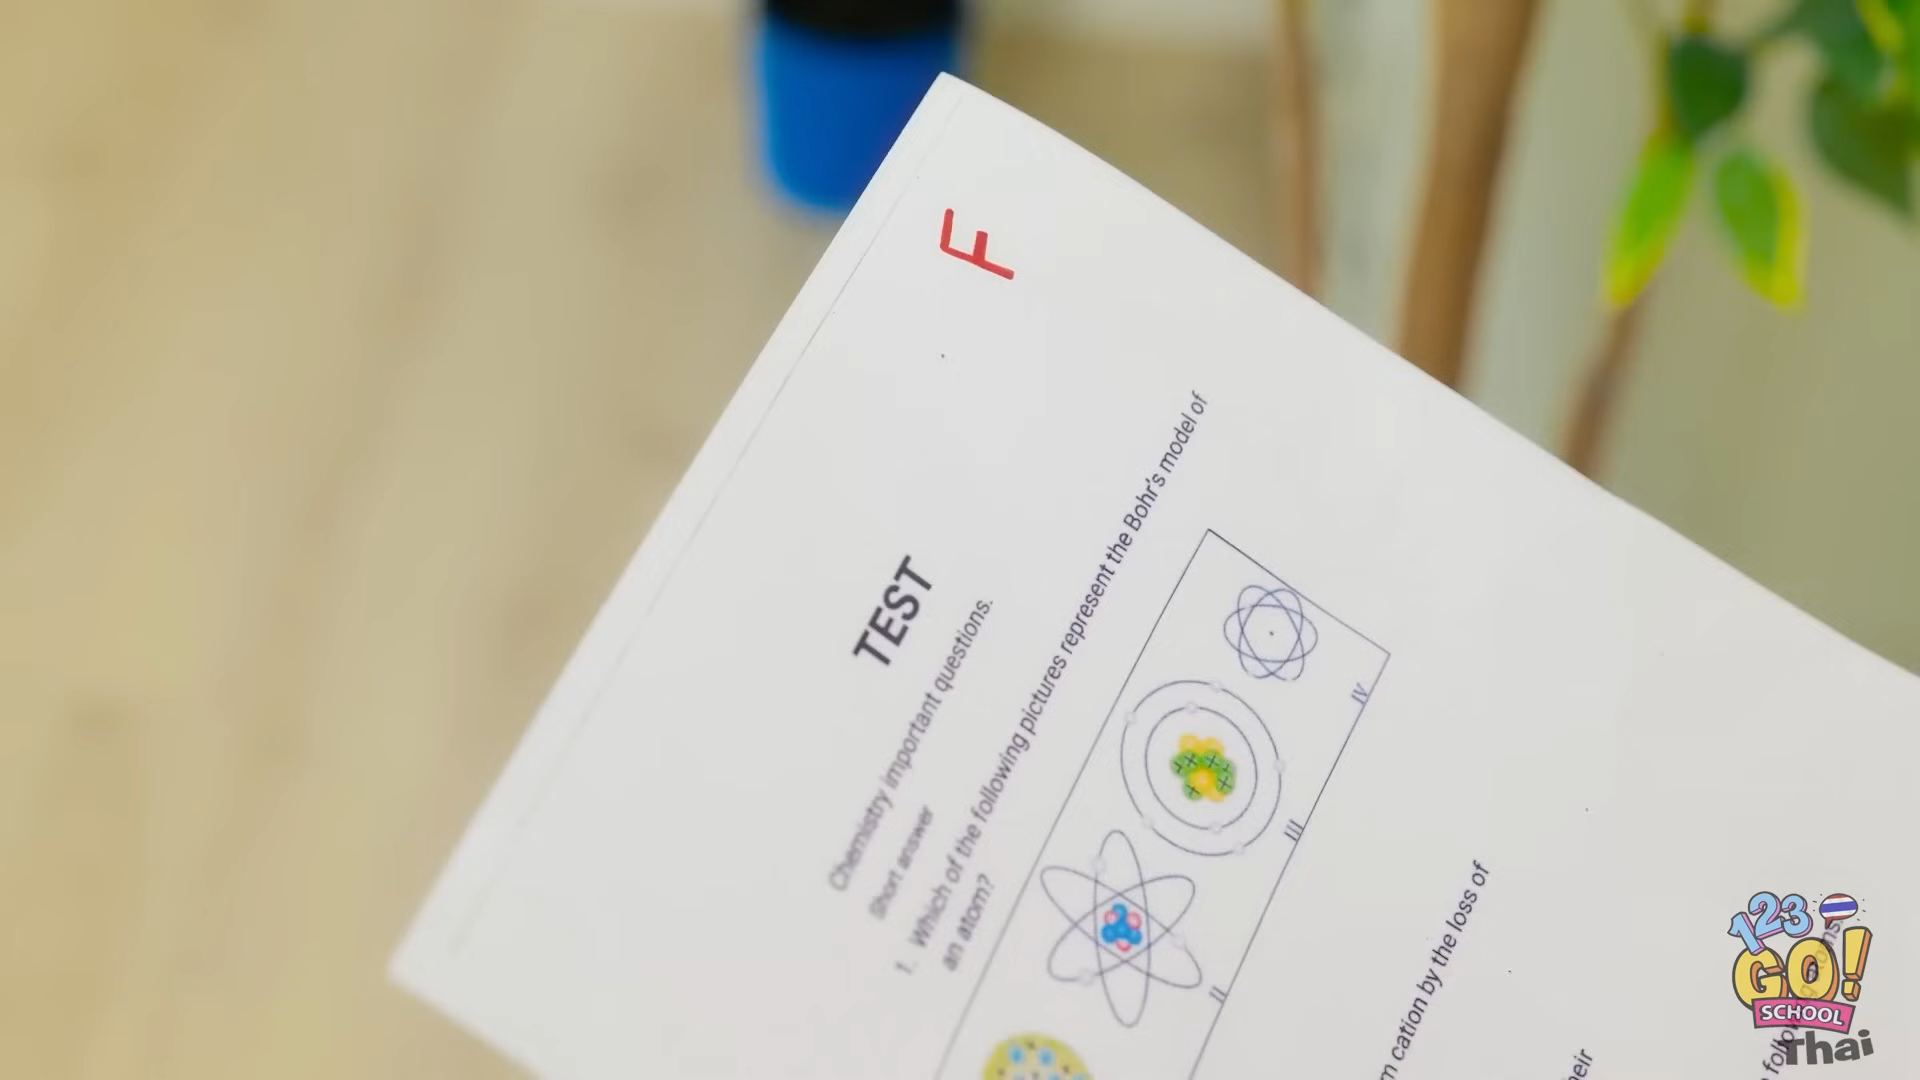 F
TEST
Chemistry important questions.
Short answer
1. Which of the following pictures represent the Bohr's model of
an atom?
II
III
IV
cation by the loss of
123
GO!
SCHOOL
Thai